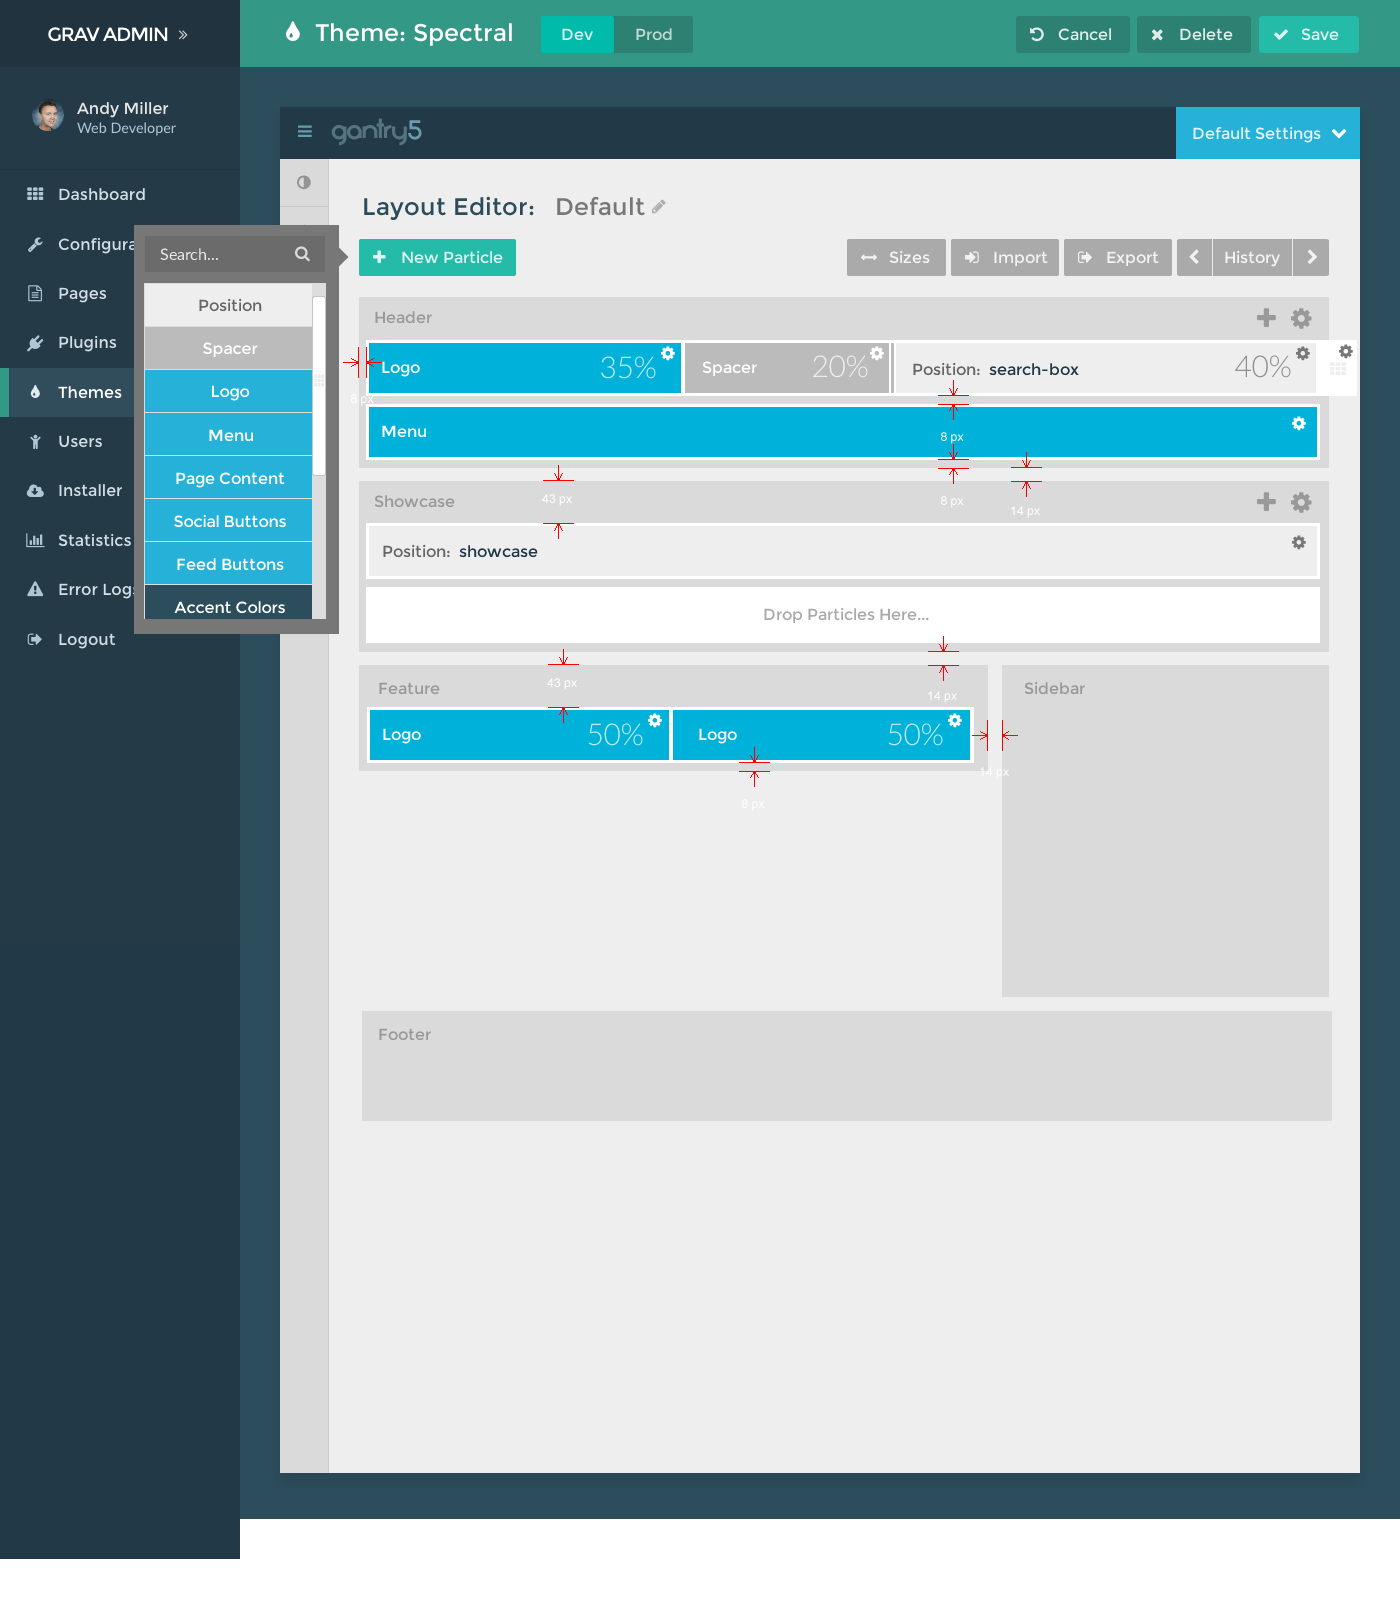 GRAV ADMIN »
Theme: Spectral
Dev
Prod
Cancel
Delete
Save
Andy Miller
Web Developer
gantry5
Default Settings
Dashboard
Configura
Pages
Plugins
Themes
Users
Installer
Statistics
Error Logs
Logout
Search...
Position
Spacer
Logo
Menu
Page Content
Social Buttons
Feed Buttons
Accent Colors
Layout Editor: Default
New Particle
Sizes
Import
Export
History
Header
Logo 35%
Spacer 20%
Position: search-box 40%
8 px
Menu
8 px
43 px
8 px
14 px
Showcase
Position: showcase
Drop Particles Here...
43 px
14 px
Feature
Sidebar
Logo 50%
Logo 50%
14 px
8 px
Footer